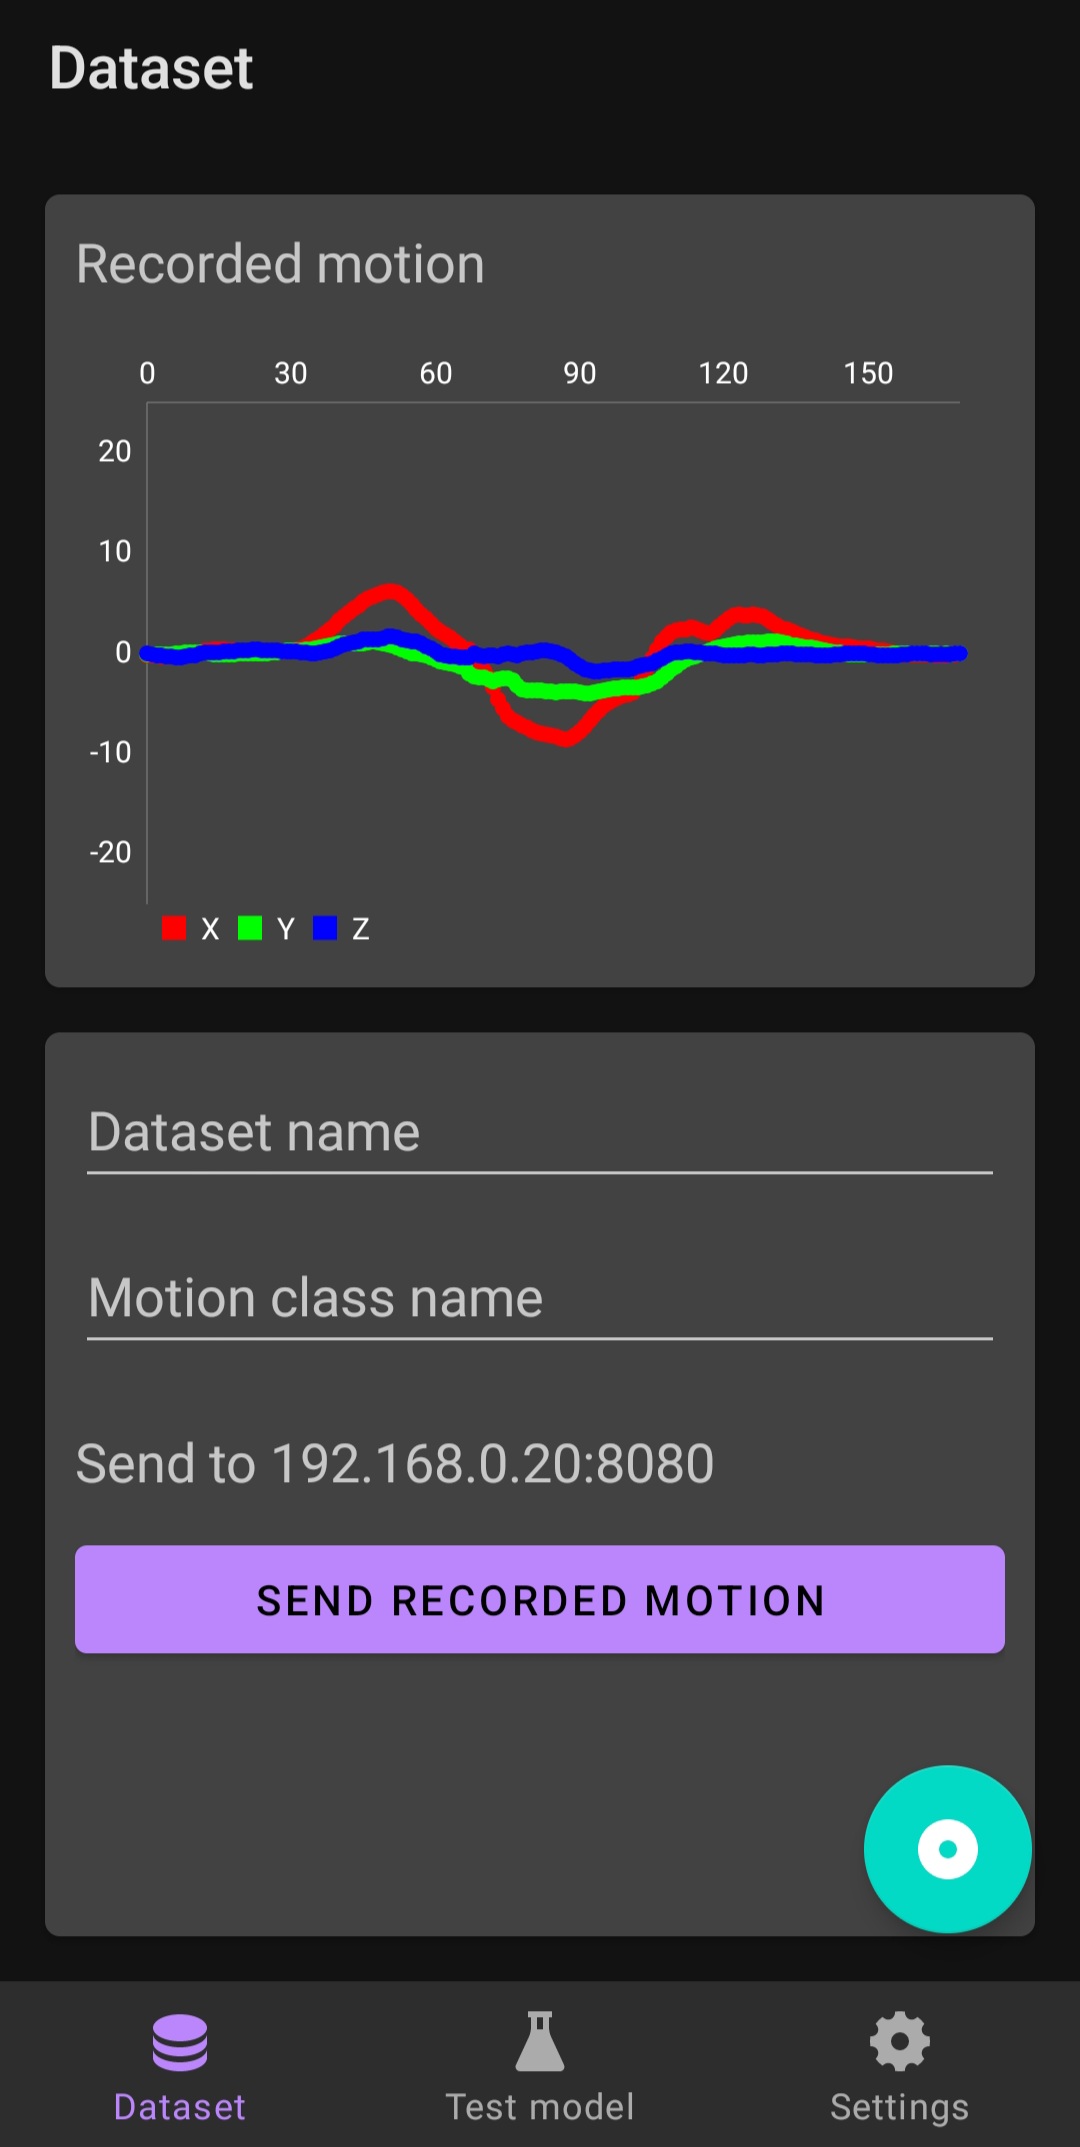 Dataset
Recorded motion
0 30 60 90 120 150
20
10
0
-10
-20
X Y Z
Dataset name
Motion class name
Send to 192.168.0.20:8080
SEND RECORDED MOTION
Dataset Test model Settings